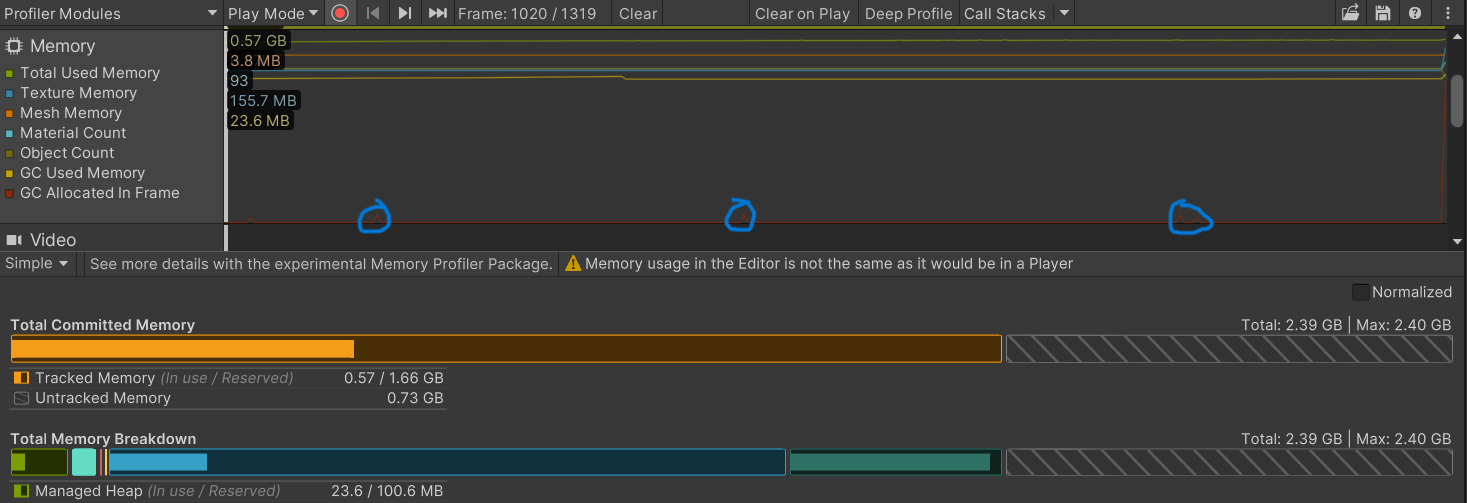 Profiler Modules Play Mode Frame: 1020 / 1319 Clear Clear on Play Deep Profile Call Stacks
Memory
Total Used Memory
Texture Memory
Mesh Memory
Material Count
Object Count
GC Used Memory
GC Allocated In Frame
0.57 GB
3.8 MB
93
155.7 MB
23.6 MB
Video
Simple See more details with the experimental Memory Profiler Package. Memory usage in the Editor is not the same as it would be in a Player
Normalized
Total Committed Memory Total: 2.39 GB | Max: 2.40 GB
Tracked Memory (In use / Reserved) 0.57 / 1.66 GB
Untracked Memory 0.73 GB
Total Memory Breakdown Total: 2.39 GB | Max: 2.40 GB
Managed Heap (In use / Reserved) 23.6 / 100.6 MB